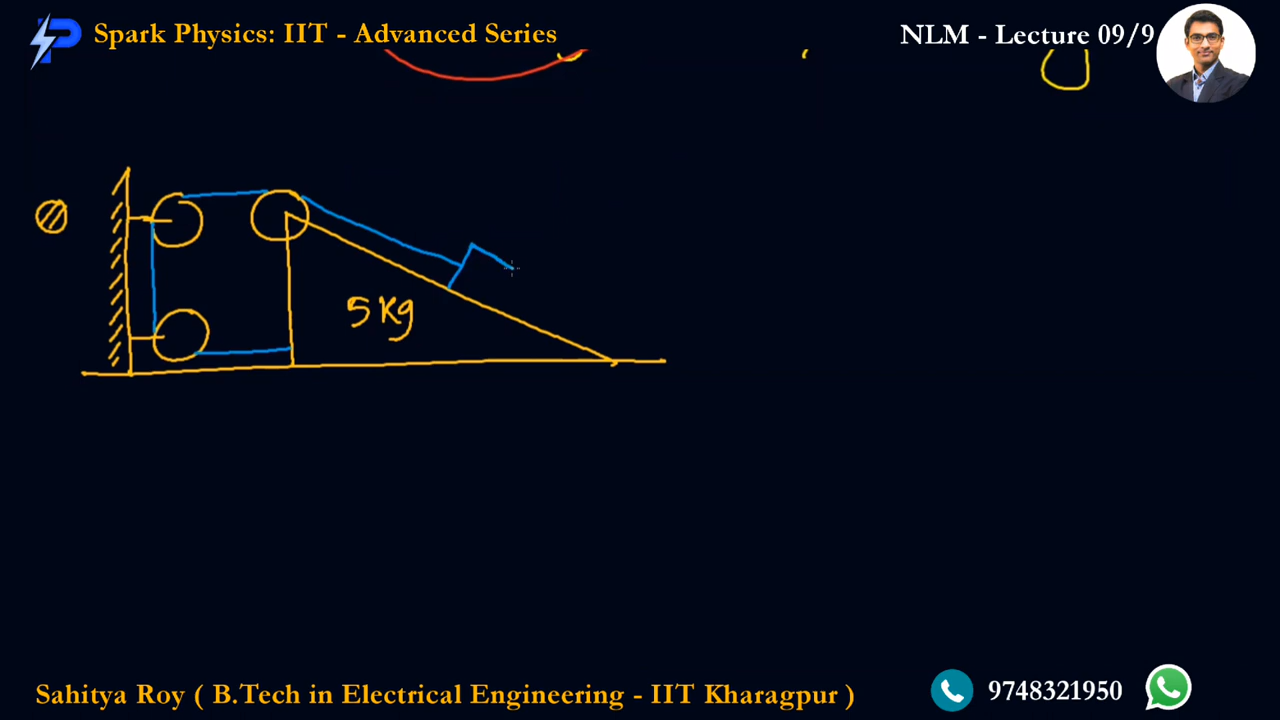 Spark Physics: IIT - Advanced Series
NLM - Lecture 09/9
5 Kg
Sahitya Roy ( B.Tech in Electrical Engineering - IIT Kharagpur )
9748321950